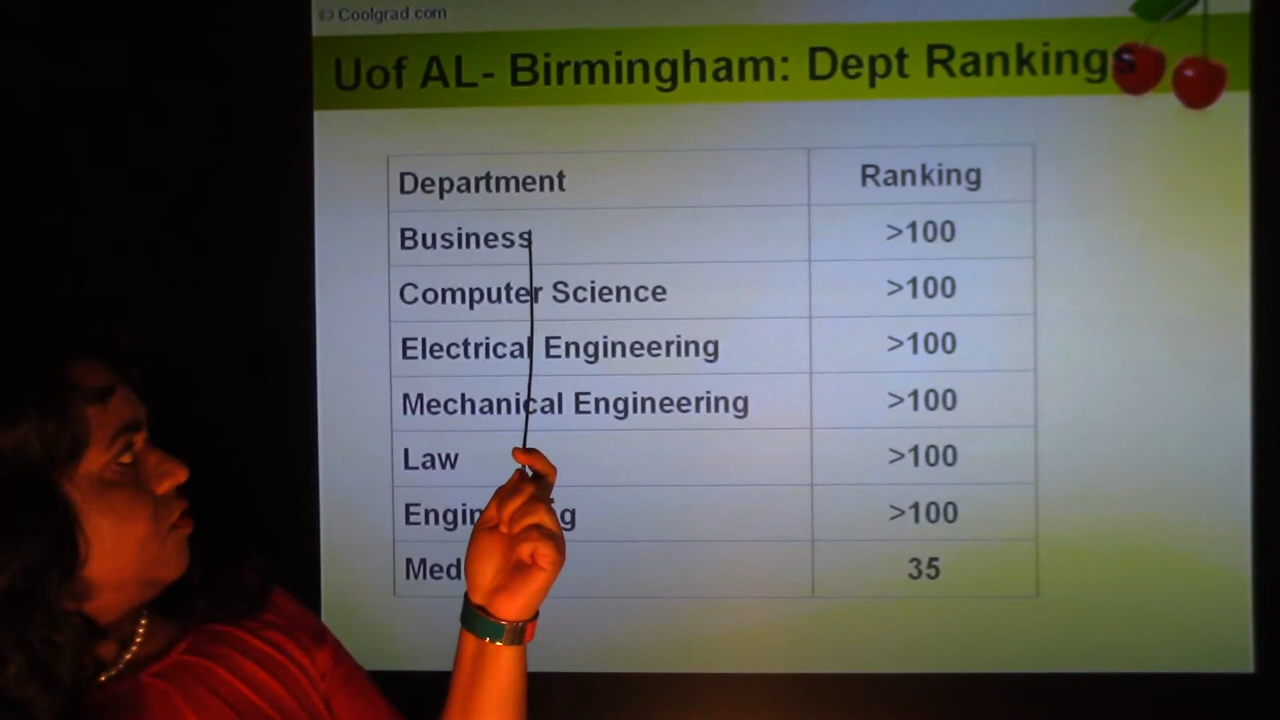 © Coolgrad.com
Uof AL- Birmingham: Dept Rankings
Department Ranking
Business >100
Computer Science >100
Electrical Engineering >100
Mechanical Engineering >100
Law >100
>100
35